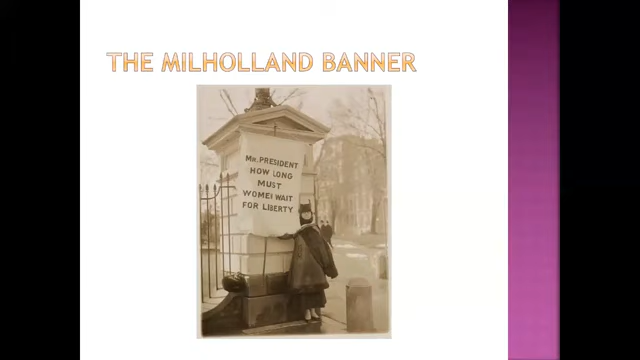 THE MILHOLLAND BANNER
MR. PRESIDENT
HOW LONG
MUST
WOMEN WAIT
FOR LIBERTY